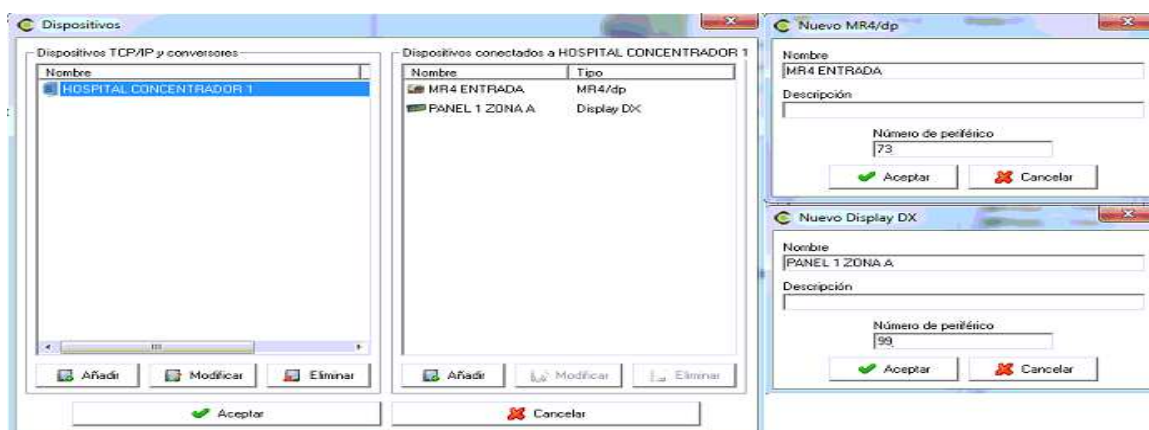 Dispositivos
Dispositivos TCP/IP y conversores
Nombre
HOSPITAL CONCENTRADOR 1
Añadir Modificar Eliminar
Dispositivos conectados a HOSPITAL CONCENTRADOR 1
Nombre Tipo
MR4 ENTRADA MR4/dp
PANEL 1 ZONA A Display DX
Añadir Modificar Eliminar
Aceptar Cancelar
Nuevo MR4/dp
Nombre
MR4 ENTRADA
Descripción
Número de periférico
73
Aceptar Cancelar
Nuevo Display DX
Nombre
PANEL 1 ZONA A
Descripción
Número de periférico
99
Aceptar Cancelar